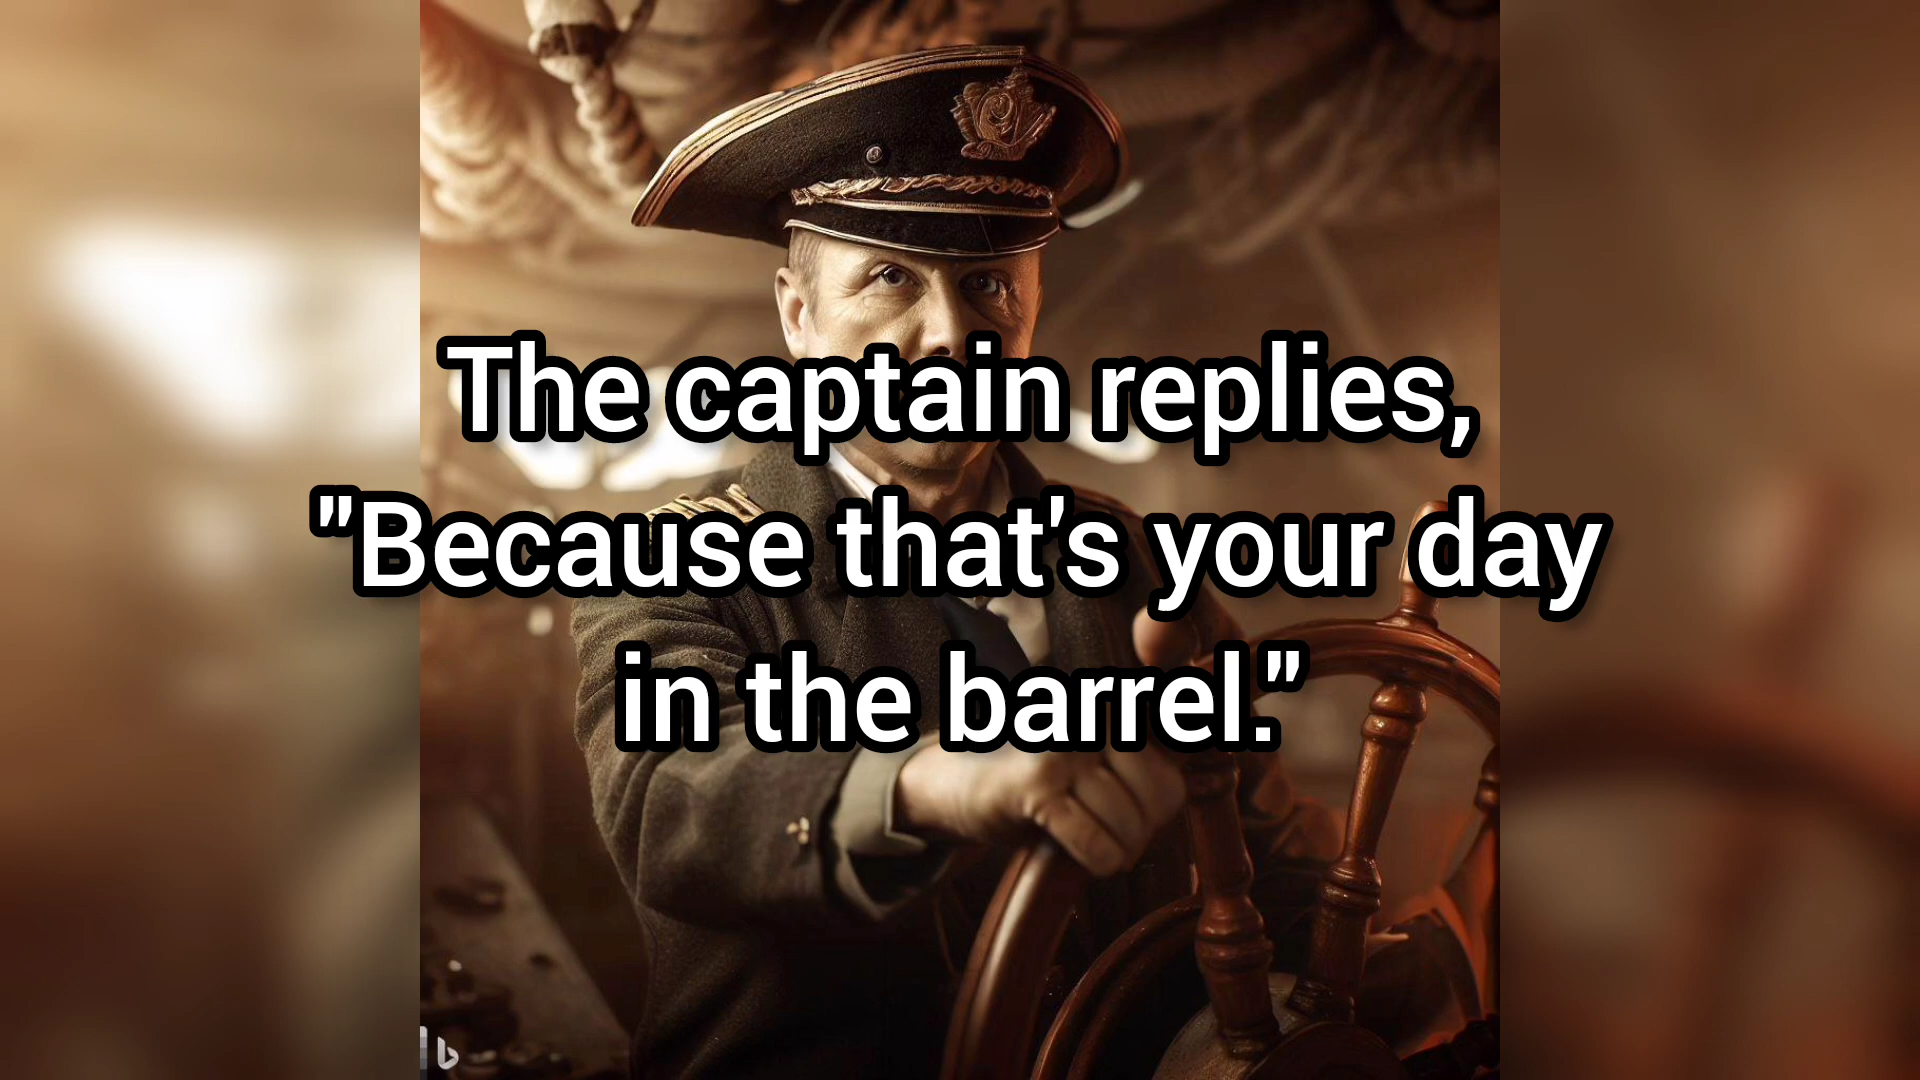 The captain replies,
"Because that's your day
in the barrel."